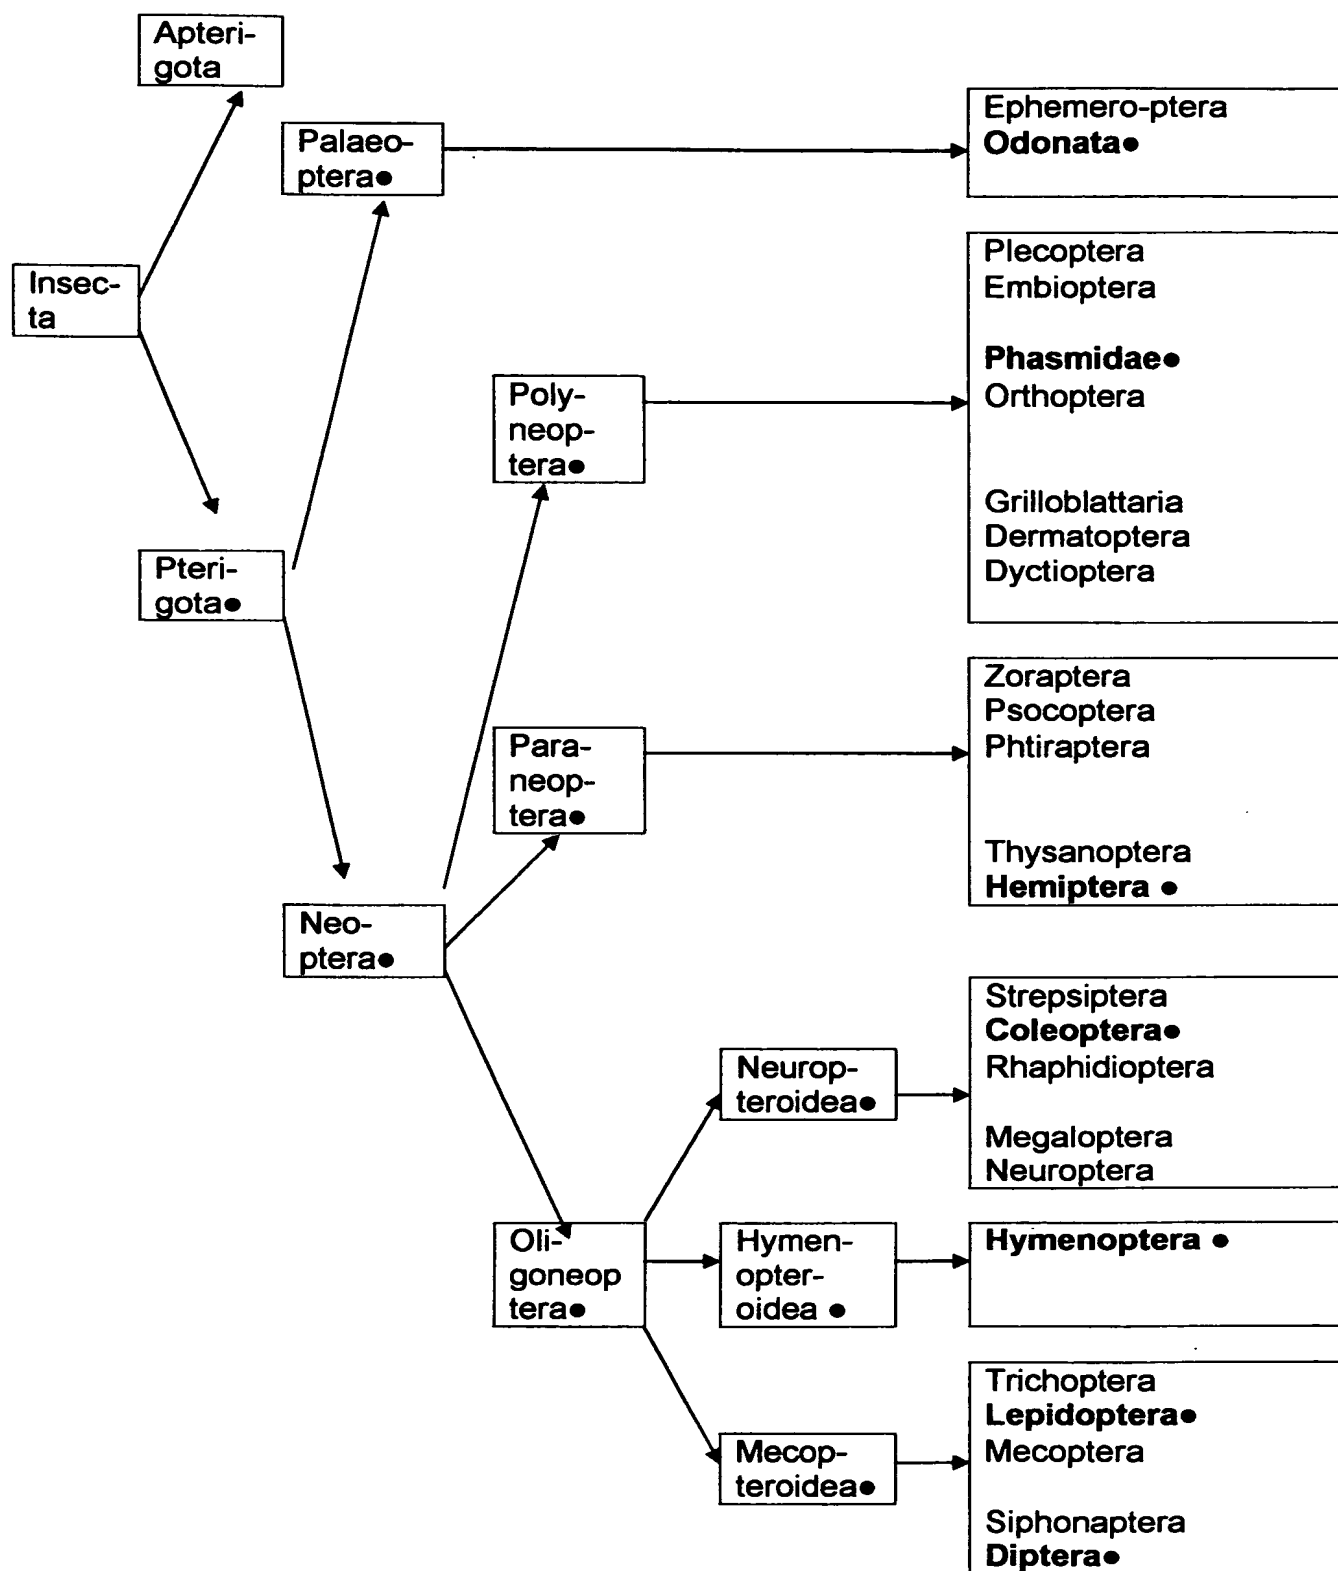 Apteri-
gota
Palaeo-
ptera●
Ephemero-ptera
Odonata●
Insec-
ta
Plecoptera
Embioptera
Phasmidae●
Orthoptera
Grilloblattaria
Dermatoptera
Dyctioptera
Poly-
neop-
tera●
Pteri-
gota●
Zoraptera
Psocoptera
Phtiraptera
Thysanoptera
Hemiptera ●
Para-
neop-
tera●
Neo-
ptera●
Strepsiptera
Coleoptera●
Rhaphidioptera
Megaloptera
Neuroptera
Neurop-
teroidea●
Oli-
goneop
tera●
Hymen-
opter-
oidea ●
Hymenoptera ●
Mecop-
teroidea●
Trichoptera
Lepidoptera●
Mecoptera
Siphonaptera
Diptera●